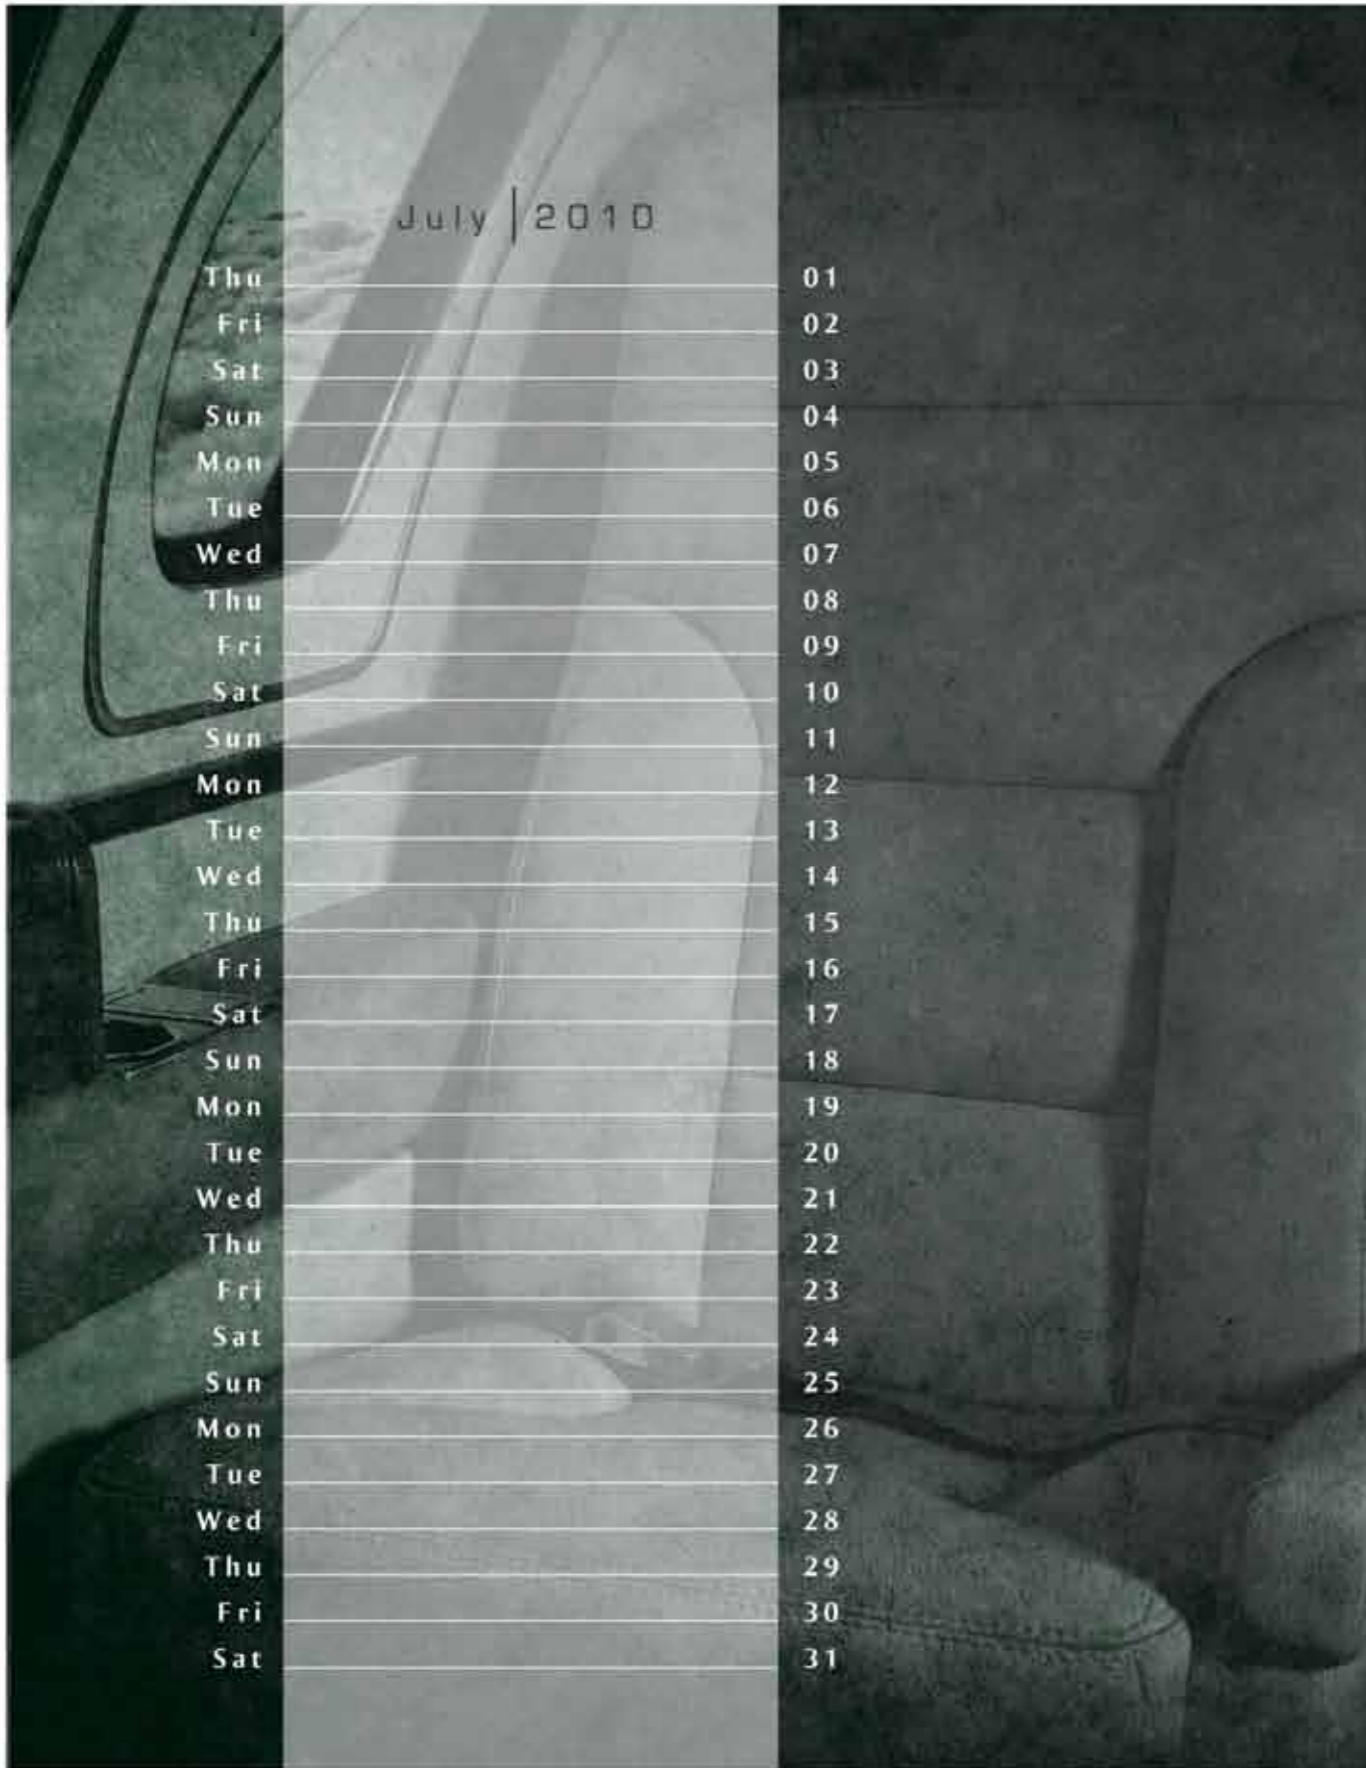 July | 2010
Thu 01
Fri 02
Sat 03
Sun 04
Mon 05
Tue 06
Wed 07
Thu 08
Fri 09
Sat 10
Sun 11
Mon 12
Tue 13
Wed 14
Thu 15
Fri 16
Sat 17
Sun 18
Mon 19
Tue 20
Wed 21
Thu 22
Fri 23
Sat 24
Sun 25
Mon 26
Tue 27
Wed 28
Thu 29
Fri 30
Sat 31